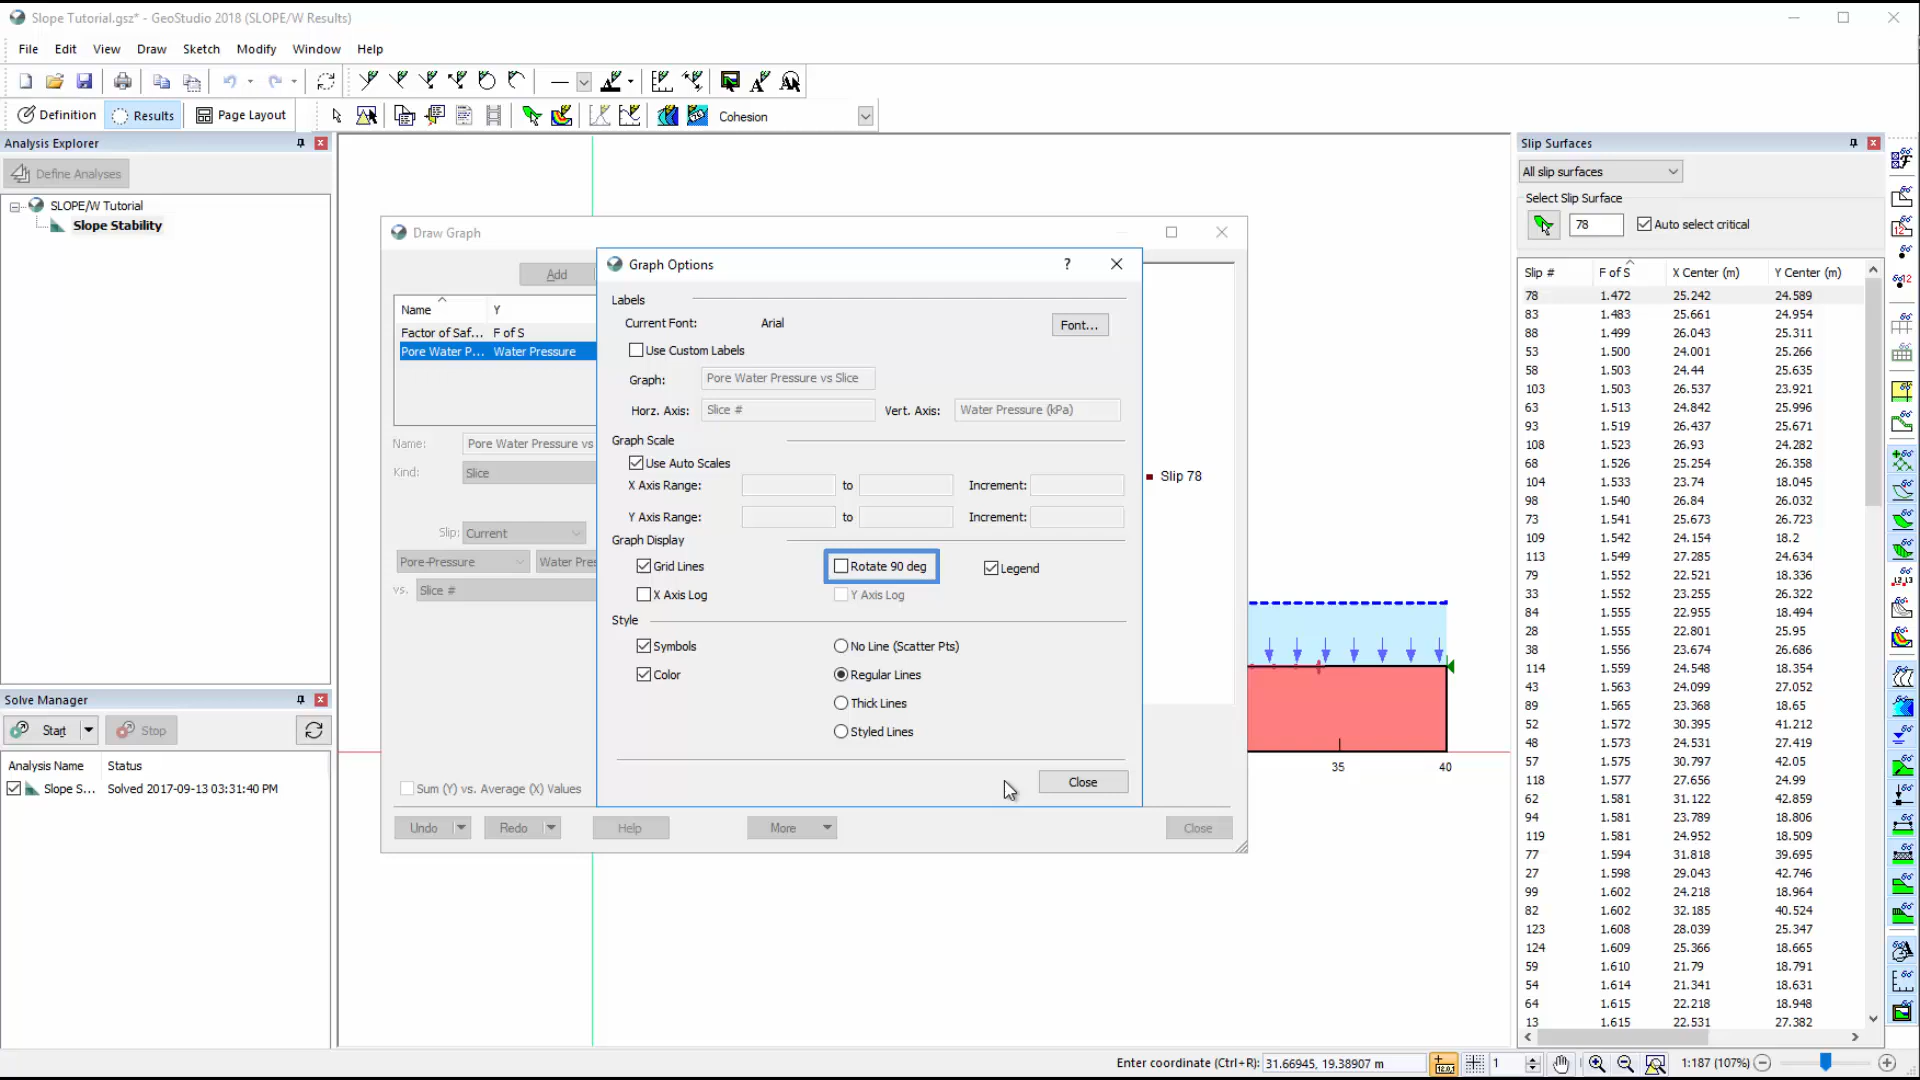 Slope Tutorial.gsz* - GeoStudio 2018 (SLOPE/W Results)
File Edit View Draw Sketch Modify Window Help
Definition Results Page Layout Cohesion
Analysis Explorer
Define Analyses
SLOPE/W Tutorial
Slope Stability
Solve Manager
Start Stop
Analysis Name Status
Slope S... Solved 2017-09-13 03:31:40 PM
Draw Graph
Add
Name Y
Factor of Saf... F of S
Pore Water P... Water Pressure
Name: Pore Water Pressure vs
Kind: Slice
Slip: Current
Pore-Pressure Water Pres
vs. Slice #
Sum (Y) vs. Average (X) Values
Undo Redo Help More Close
Graph Options ?
Labels
Current Font: Arial Font...
Use Custom Labels
Graph: Pore Water Pressure vs Slice
Horz. Axis: Slice # Vert. Axis: Water Pressure (kPa)
Graph Scale
Use Auto Scales
X Axis Range: to Increment:
Y Axis Range: to Increment:
Graph Display
Grid Lines Rotate 90 deg Legend
X Axis Log Y Axis Log
Style
Symbols No Line (Scatter Pts)
Color Regular Lines
Thick Lines
Styled Lines
Close
Slip 78
35 40
Slip Surfaces
All slip surfaces
Select Slip Surface
78 Auto select critical
Slip # F of S X Center (m) Y Center (m)
78 1.472 25.242 24.589
83 1.483 25.661 24.954
88 1.499 26.043 25.311
53 1.500 24.001 25.266
58 1.503 24.44 25.635
103 1.503 26.537 23.921
63 1.513 24.842 25.996
93 1.519 26.437 25.671
108 1.523 26.93 24.282
68 1.526 25.254 26.358
104 1.533 23.74 18.045
98 1.540 26.84 26.032
73 1.541 25.673 26.723
109 1.542 24.154 18.2
113 1.549 27.285 24.634
79 1.552 22.521 18.336
33 1.552 23.255 26.322
84 1.555 22.955 18.494
28 1.555 22.801 25.95
38 1.556 23.674 26.686
114 1.559 24.548 18.354
43 1.563 24.099 27.052
89 1.565 23.368 18.65
52 1.572 30.395 41.212
48 1.573 24.531 27.419
57 1.575 30.797 42.05
118 1.577 27.656 24.99
62 1.581 31.122 42.859
94 1.581 23.789 18.806
119 1.581 24.952 18.509
77 1.594 31.818 39.695
27 1.598 29.043 42.746
99 1.602 24.218 18.964
82 1.602 32.185 40.524
123 1.608 28.039 25.347
124 1.609 25.366 18.665
59 1.610 21.79 18.791
54 1.614 21.341 18.631
64 1.615 22.218 18.948
13 1.615 22.531 27.382
Enter coordinate (Ctrl+R): 31.66945, 19.38907 m 1 1:187 (107%)